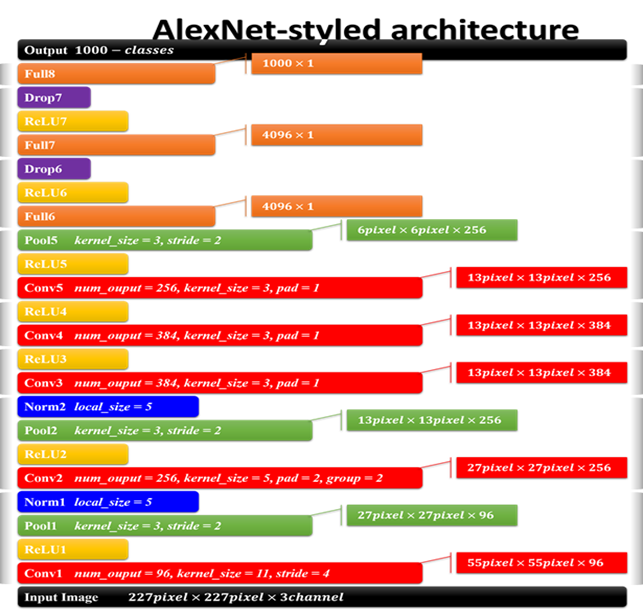 AlexNet-styled architecture
Output 1000 − classes
1000 × 1
Full8
Drop7
ReLU7
4096 × 1
Full7
Drop6
ReLU6
4096 × 1
Full6
6pixel × 6pixel × 256
Pool5 kernel_size = 3, stride = 2
ReLU5
13pixel × 13pixel × 256
Conv5 num_ouput = 256, kernel_size = 3, pad = 1
ReLU4
13pixel × 13pixel × 384
Conv4 num_ouput = 384, kernel_size = 3, pad = 1
ReLU3
13pixel × 13pixel × 384
Conv3 num_ouput = 384, kernel_size = 3, pad = 1
Norm2 local_size = 5
13pixel × 13pixel × 256
Pool2 kernel_size = 3, stride = 2
ReLU2
27pixel × 27pixel × 256
Conv2 num_ouput = 256, kernel_size = 5, pad = 2, group = 2
Norm1 local_size = 5
27pixel × 27pixel × 96
Pool1 kernel_size = 3, stride = 2
ReLU1
55pixel × 55pixel × 96
Conv1 num_ouput = 96, kernel_size = 11, stride = 4
Input Image 227pixel × 227pixel × 3channel